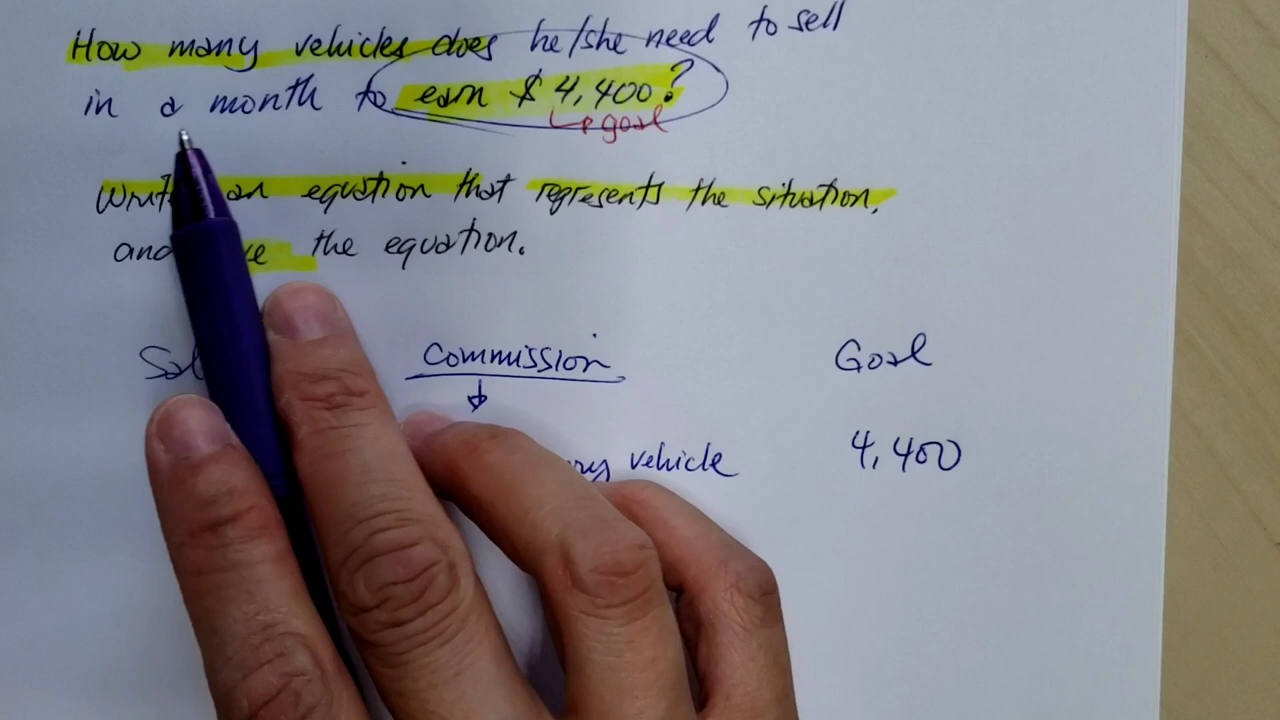 How many vehicles does he/she need to sell
in a month to earn $4,400?
goal
an equation that represents the situation,
and the equation.
Commission Goal
vehicle 4,400